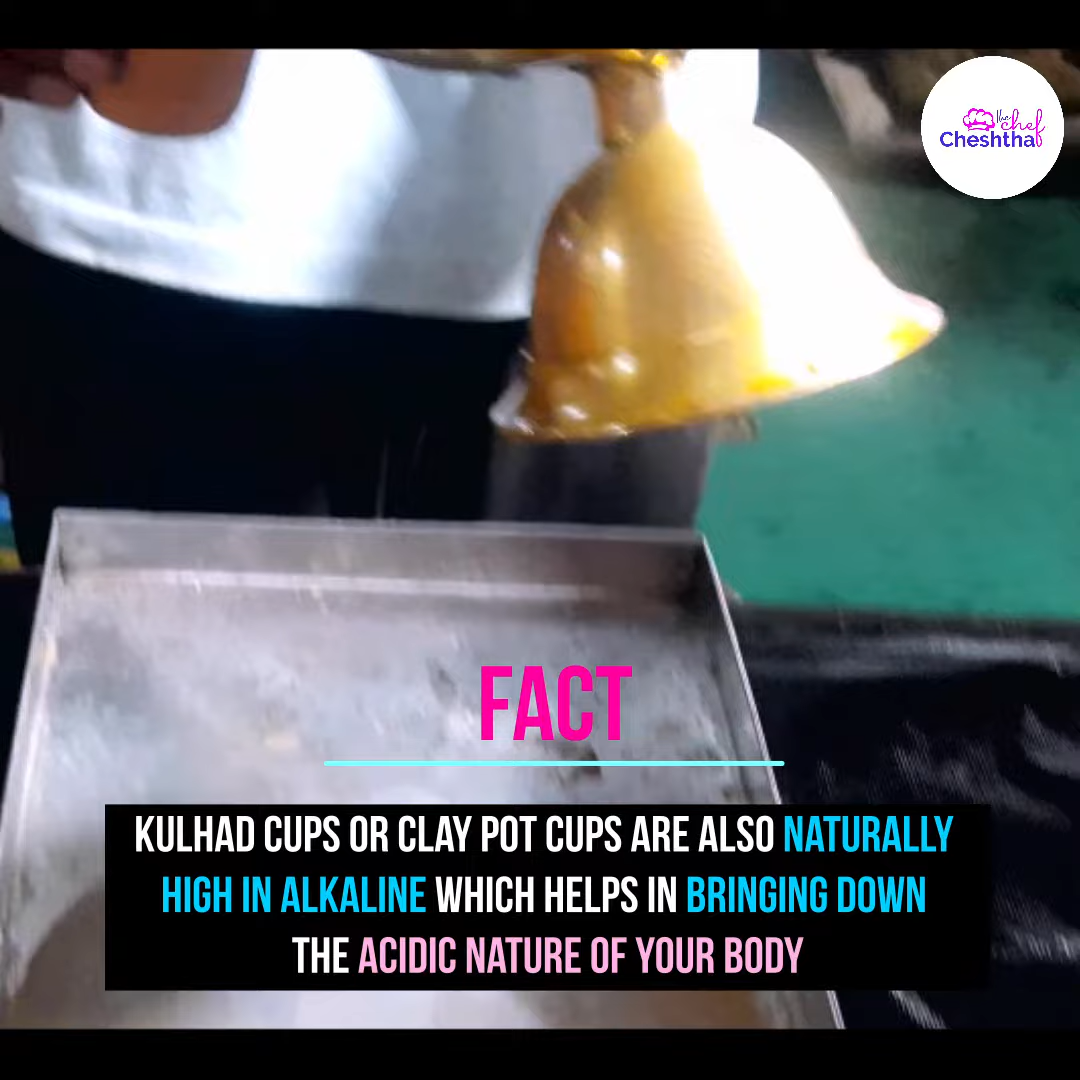 the chef
Cheshtha
FACT
KULHAD CUPS OR CLAY POT CUPS ARE ALSO NATURALLY
HIGH IN ALKALINE WHICH HELPS IN BRINGING DOWN
THE ACIDIC NATURE OF YOUR BODY